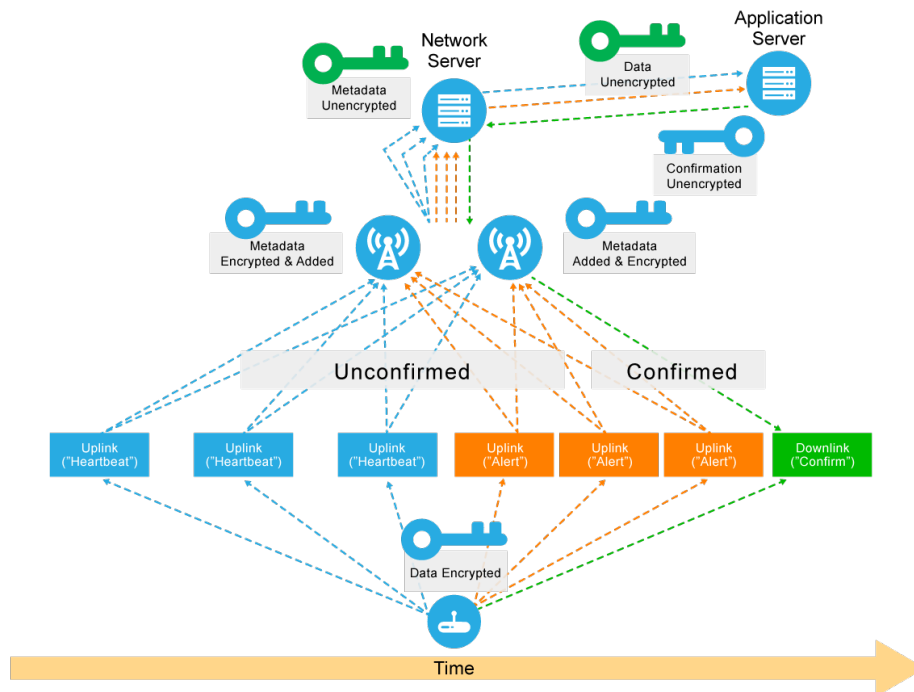 Application
Server
Network
Server
Data
Unencrypted
Metadata
Unencrypted
Confirmation
Unencrypted
Metadata
Encrypted & Added
Metadata
Added & Encrypted
Unconfirmed
Confirmed
Uplink
("Heartbeat")
Uplink
("Heartbeat")
Uplink
("Heartbeat")
Uplink
("Alert")
Uplink
("Alert")
Uplink
("Alert")
Downlink
("Confirm")
Data Encrypted
Time